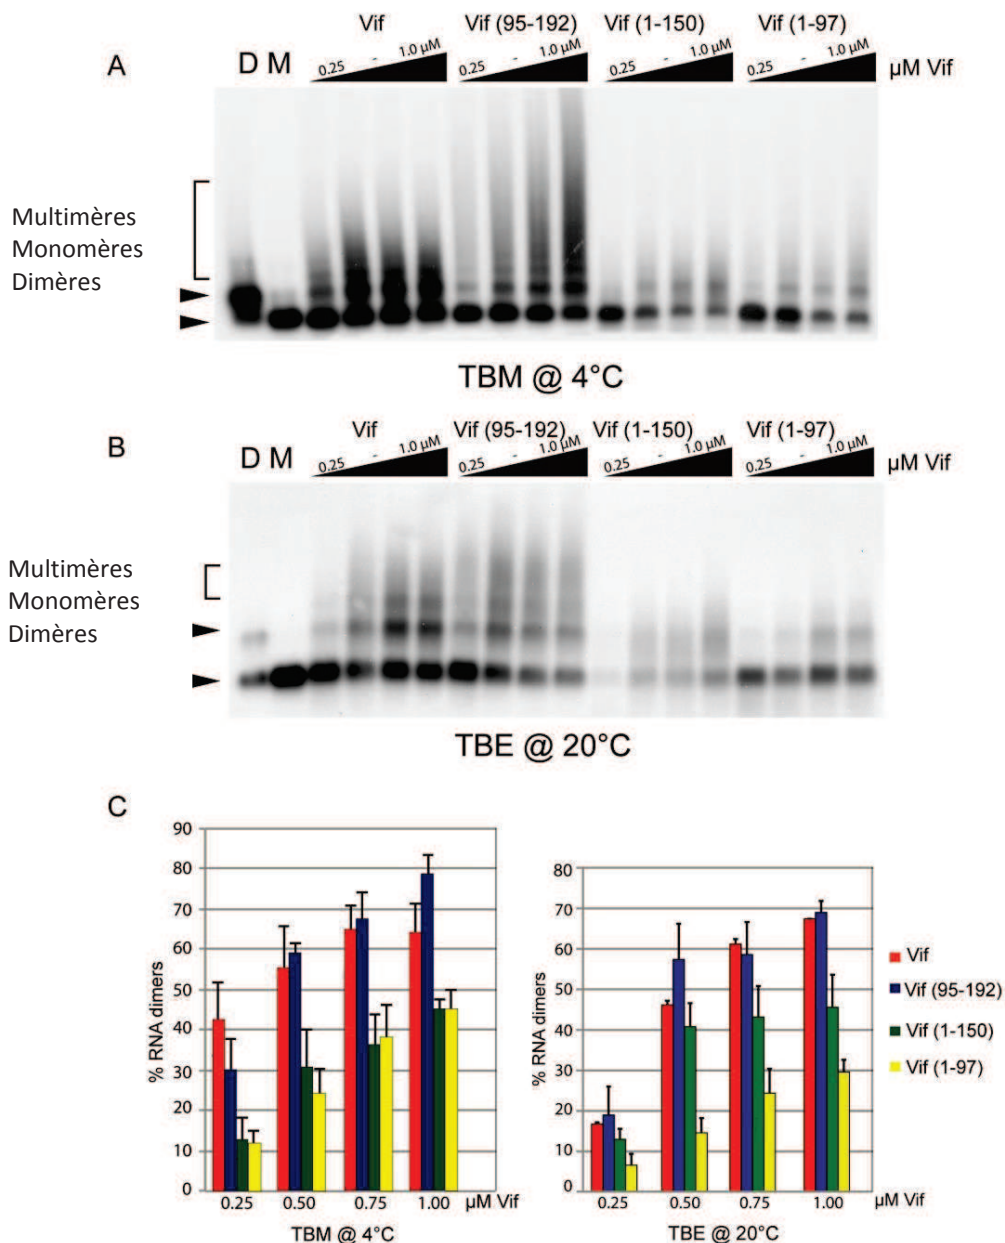 Vif Vif (95-192) Vif (1-150) Vif (1-97)
A D M 0.25 - 1.0 µM 0.25 - 1.0 µM 0.25 - 1.0 µM 0.25 - 1.0 µM µM Vif
Multimères
Monomères
Dimères
TBM @ 4°C
Vif Vif (95-192) Vif (1-150) Vif (1-97)
B D M 0.25 - 1.0 µM 0.25 - 1.0 µM 0.25 - 1.0 µM 0.25 - 1.0 µM µM Vif
Multimères
Monomères
Dimères
TBE @ 20°C
C
% RNA dimers
90
80
70
60
50
40
30
20
10
0
0.25 0.50 0.75 1.00 µM Vif
TBM @ 4°C
% RNA dimers
80
70
60
50
40
30
20
10
0
0.25 0.50 0.75 1.00 µM Vif
TBE @ 20°C
Vif
Vif (95-192)
Vif (1-150)
Vif (1-97)